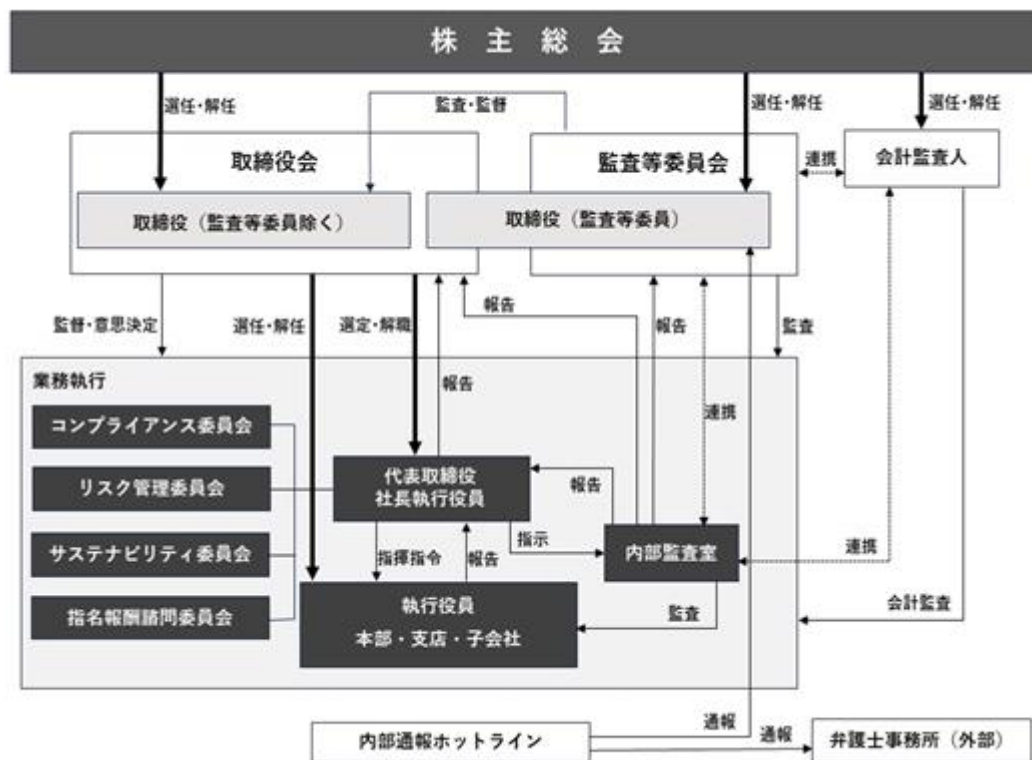 株主総会
選任・解任
監査・監督
選任・解任
選任・解任
取締役会
監査等委員会
連携
会計監査人
取締役（監査等委員除く）
取締役（監査等委員）
監督・意思決定
選任・解任
選定・解職
報告
報告
報告
連携
監査
業務執行
コンプライアンス委員会
リスク管理委員会
サステナビリティ委員会
指名報酬諮問委員会
代表取締役
社長執行役員
報告
指揮指令
報告
指示
内部監査室
連携
執行役員
本部・支店・子会社
監査
会計監査
内部通報ホットライン
通報
通報
弁護士事務所（外部）